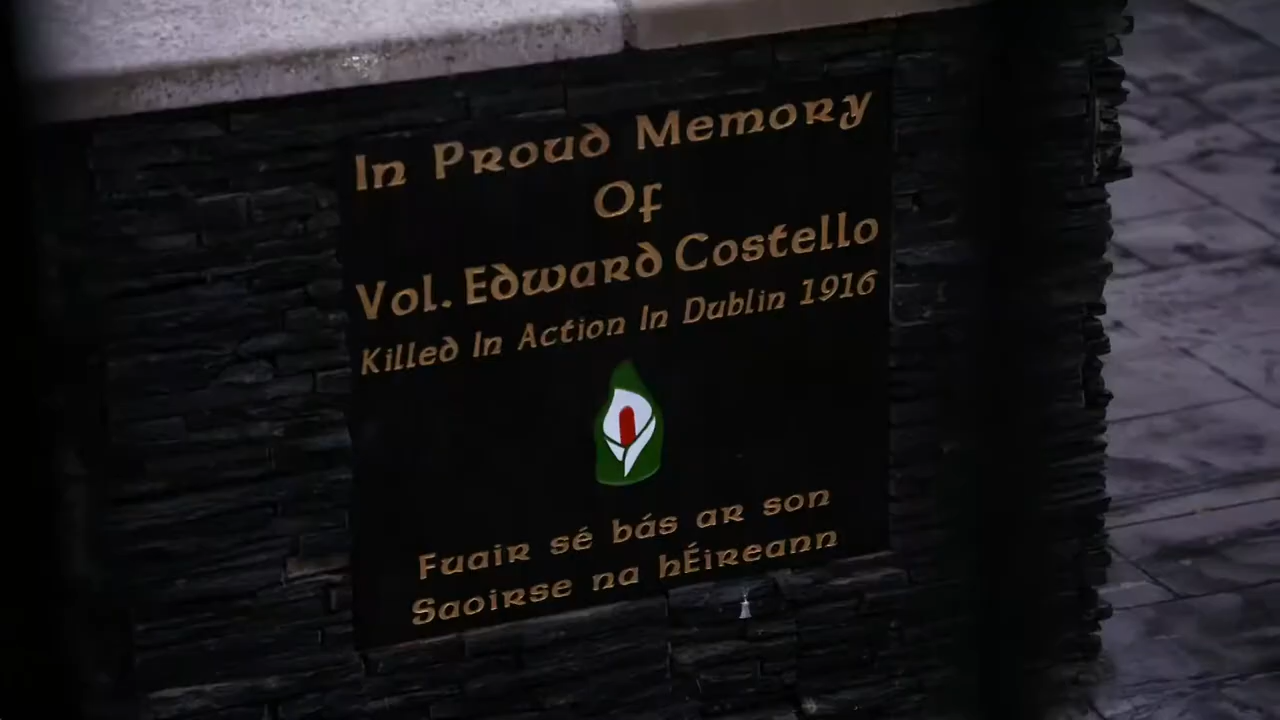 In Proud Memory
Of
Vol. Edward Costello
Killed In Action In Dublin 1916
Fuair sé bás ar son
Saoirse na hÉireann